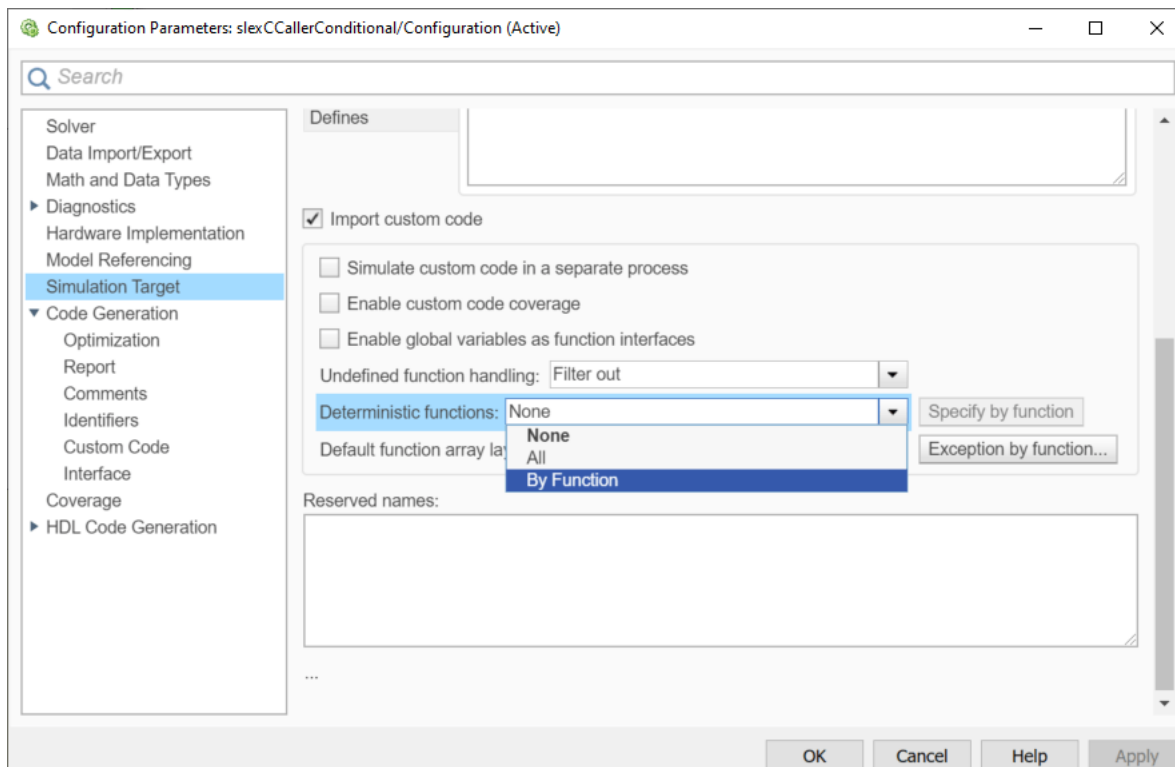 Configuration Parameters: slexCCallerConditional/Configuration (Active)
Search
Solver
Data Import/Export
Math and Data Types
Diagnostics
Hardware Implementation
Model Referencing
Simulation Target
Code Generation
Optimization
Report
Comments
Identifiers
Custom Code
Interface
Coverage
HDL Code Generation
Defines
Import custom code
Simulate custom code in a separate process
Enable custom code coverage
Enable global variables as function interfaces
Undefined function handling: Filter out
Deterministic functions: None Specify by function
None
All
By Function
Default function array lay Exception by function...
Reserved names:
...
OK Cancel Help Apply